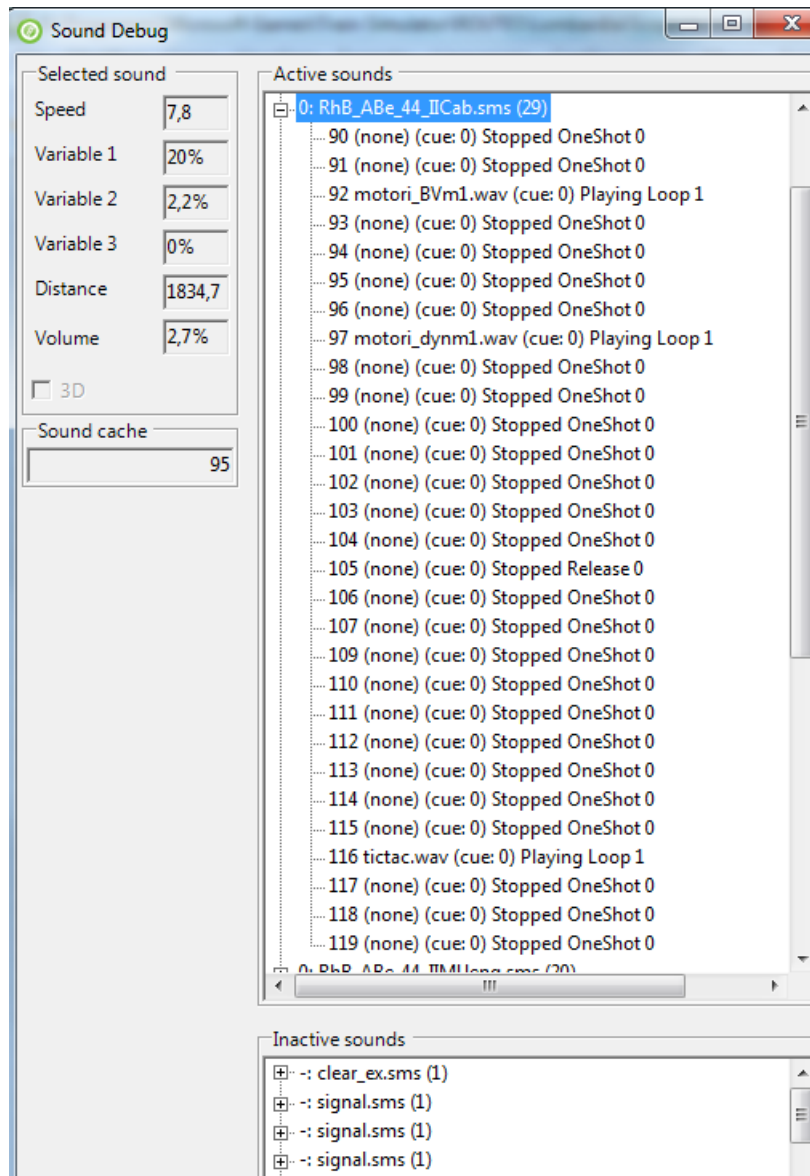 Sound Debug
Selected sound
Speed 7,8
Variable 1 20%
Variable 2 2,2%
Variable 3 0%
Distance 1834,7
Volume 2,7%
3D
Sound cache
95
Active sounds
0: RhB_ABe_44_IICab.sms (29)
90 (none) (cue: 0) Stopped OneShot 0
91 (none) (cue: 0) Stopped OneShot 0
92 motori_BVm1.wav (cue: 0) Playing Loop 1
93 (none) (cue: 0) Stopped OneShot 0
94 (none) (cue: 0) Stopped OneShot 0
95 (none) (cue: 0) Stopped OneShot 0
96 (none) (cue: 0) Stopped OneShot 0
97 motori_dynm1.wav (cue: 0) Playing Loop 1
98 (none) (cue: 0) Stopped OneShot 0
99 (none) (cue: 0) Stopped OneShot 0
100 (none) (cue: 0) Stopped OneShot 0
101 (none) (cue: 0) Stopped OneShot 0
102 (none) (cue: 0) Stopped OneShot 0
103 (none) (cue: 0) Stopped OneShot 0
104 (none) (cue: 0) Stopped OneShot 0
105 (none) (cue: 0) Stopped Release 0
106 (none) (cue: 0) Stopped OneShot 0
107 (none) (cue: 0) Stopped OneShot 0
109 (none) (cue: 0) Stopped OneShot 0
110 (none) (cue: 0) Stopped OneShot 0
111 (none) (cue: 0) Stopped OneShot 0
112 (none) (cue: 0) Stopped OneShot 0
113 (none) (cue: 0) Stopped OneShot 0
114 (none) (cue: 0) Stopped OneShot 0
115 (none) (cue: 0) Stopped OneShot 0
116 tictac.wav (cue: 0) Playing Loop 1
117 (none) (cue: 0) Stopped OneShot 0
118 (none) (cue: 0) Stopped OneShot 0
119 (none) (cue: 0) Stopped OneShot 0
0: RhB_ABe_44_IIMUeng.sms (20)
Inactive sounds
-: clear_ex.sms (1)
-: signal.sms (1)
-: signal.sms (1)
-: signal.sms (1)